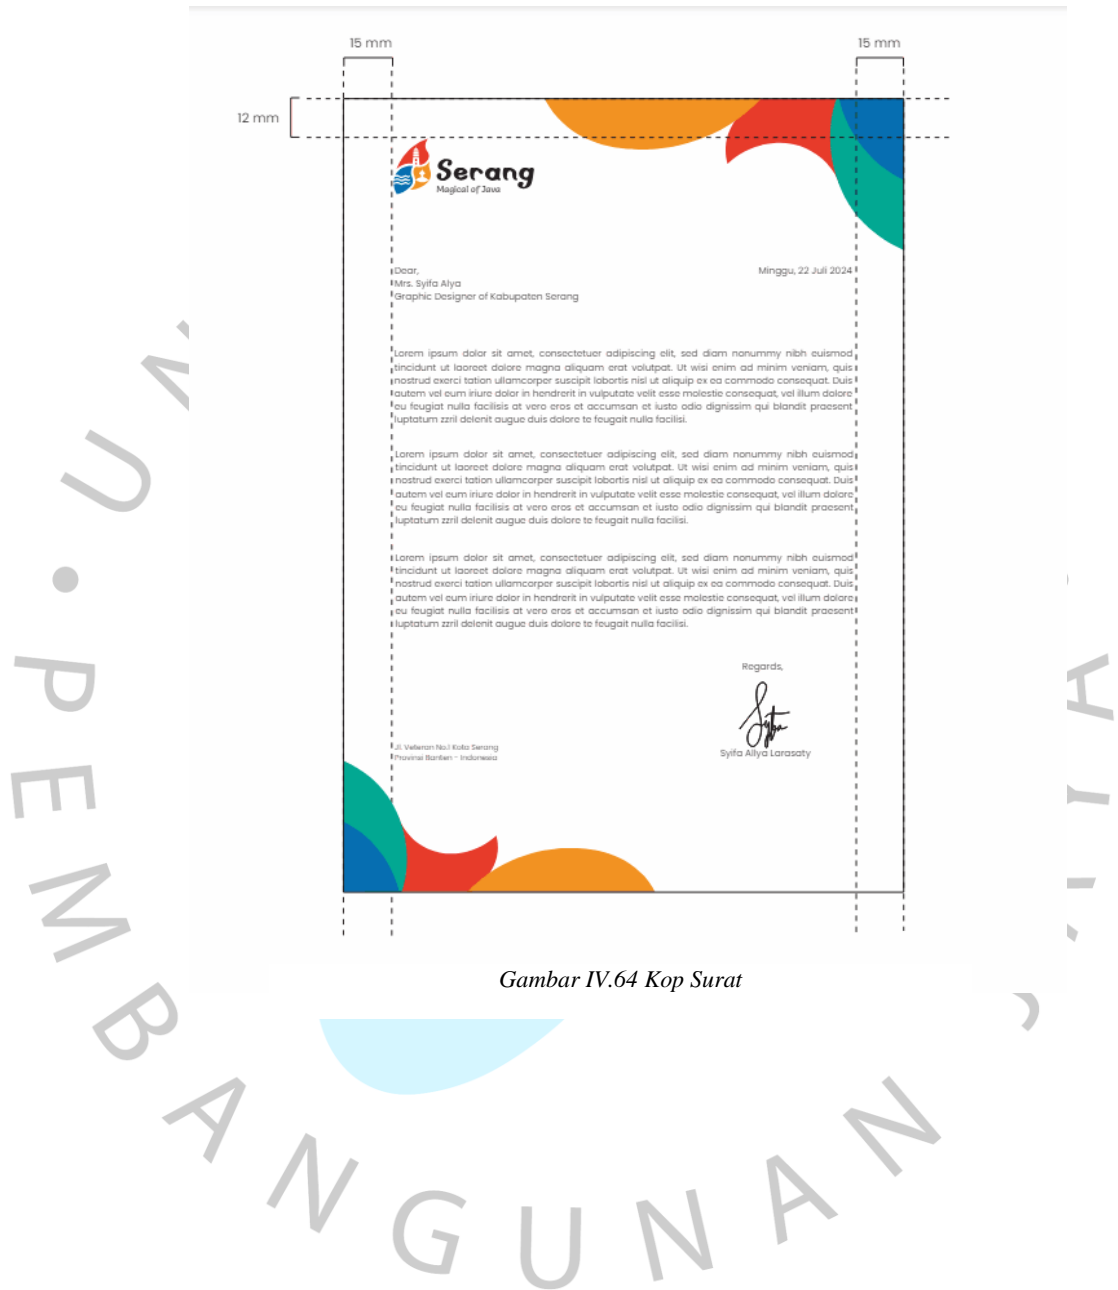 15 mm
15 mm
12 mm
Serang
Magical of Java
Dear,
Minggu, 22 Juli 2024
Mrs. Syifa Alya
Graphic Designer of Kabupaten Serang
Lorem ipsum dolor sit amet, consectetuer adipiscing elit, sed diam nonummy nibh euismod
tincidunt ut laoreet dolore magna aliquam erat volutpat. Ut wisi enim ad minim veniam, quis
nostrud exerci tation ullamcorper suscipit lobortis nisl ut aliquip ex ea commodo consequat. Duis
autem vel eum iriure dolor in hendrerit in vulputate velit esse molestie consequat, vel illum dolore
eu feugiat nulla facilisis at vero eros et accumsan et iusto odio dignissim qui blandit praesent
luptatum zzril delenit augue duis dolore te feugait nulla facilisi.
Lorem ipsum dolor sit amet, consectetuer adipiscing elit, sed diam nonummy nibh euismod
tincidunt ut laoreet dolore magna aliquam erat volutpat. Ut wisi enim ad minim veniam, quis
nostrud exerci tation ullamcorper suscipit lobortis nisl ut aliquip ex ea commodo consequat. Duis
autem vel eum iriure dolor in hendrerit in vulputate velit esse molestie consequat, vel illum dolore
eu feugiat nulla facilisis at vero eros et accumsan et iusto odio dignissim qui blandit praesent
luptatum zzril delenit augue duis dolore te feugait nulla facilisi.
Lorem ipsum dolor sit amet, consectetuer adipiscing elit, sed diam nonummy nibh euismod
tincidunt ut laoreet dolore magna aliquam erat volutpat. Ut wisi enim ad minim veniam, quis
nostrud exerci tation ullamcorper suscipit lobortis nisl ut aliquip ex ea commodo consequat. Duis
autem vel eum iriure dolor in hendrerit in vulputate velit esse molestie consequat, vel illum dolore
eu feugiat nulla facilisis at vero eros et accumsan et iusto odio dignissim qui blandit praesent
luptatum zzril delenit augue duis dolore te feugait nulla facilisi.
Regards,
Syifa Allya Larasaty
Jl. Veteran No.1 Kota Serang
Provinsi Banten - Indonesia
Gambar IV.64 Kop Surat
PEMBANGUNAN